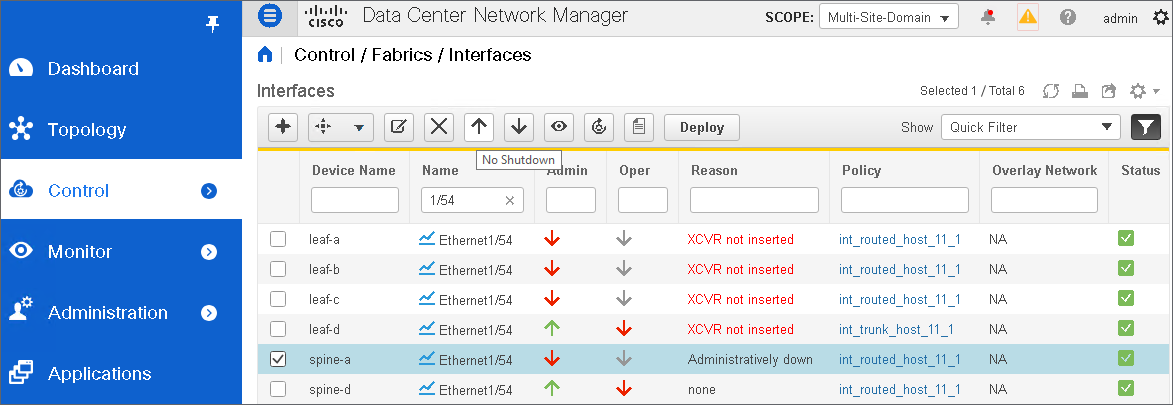 cisco Data Center Network Manager SCOPE: Multi-Site-Domain admin
Control / Fabrics / Interfaces
Dashboard
Topology
Control
Monitor
Administration
Applications
Interfaces Selected 1 / Total 6
Deploy Show Quick Filter
No Shutdown
Device Name Name Admin Oper Reason Policy Overlay Network Status
1/54
leaf-a Ethernet1/54 XCVR not inserted int_routed_host_11_1 NA
leaf-b Ethernet1/54 XCVR not inserted int_routed_host_11_1 NA
leaf-c Ethernet1/54 XCVR not inserted int_routed_host_11_1 NA
leaf-d Ethernet1/54 XCVR not inserted int_trunk_host_11_1 NA
spine-a Ethernet1/54 Administratively down int_routed_host_11_1 NA
spine-d Ethernet1/54 none int_routed_host_11_1 NA